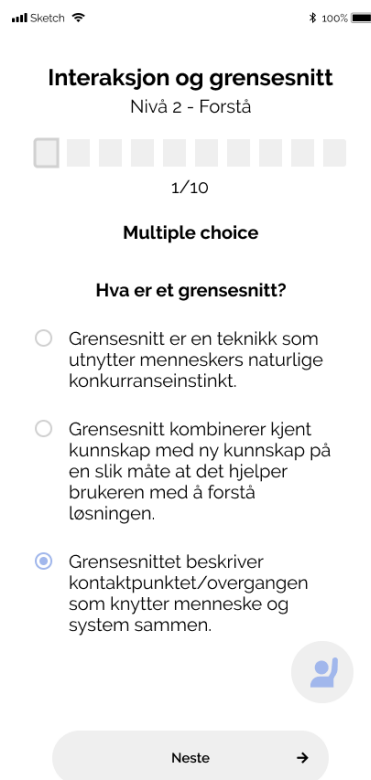 Sketch
100%
Interaksjon og grensesnitt
Nivå 2 - Forstå
1/10
Multiple choice
Hva er et grensesnitt?
Grensesnitt er en teknikk som
utnytter menneskers naturlige
konkurranseinstinkt.
Grensesnitt kombinerer kjent
kunnskap med ny kunnskap på
en slik måte at det hjelper
brukeren med å forstå
løsningen.
Grensesnittet beskriver
kontaktpunktet/overgangen
som knytter menneske og
system sammen.
Neste →